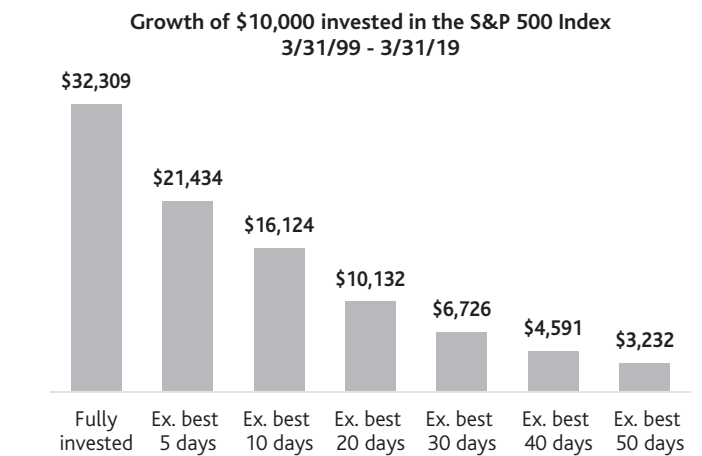 Growth of $10,000 invested in the S&P 500 Index
3/31/99 - 3/31/19
$32,309
$21,434
$16,124
$10,132
$6,726
$4,591
$3,232
Fully
invested
Ex. best
5 days
Ex. best
10 days
Ex. best
20 days
Ex. best
30 days
Ex. best
40 days
Ex. best
50 days